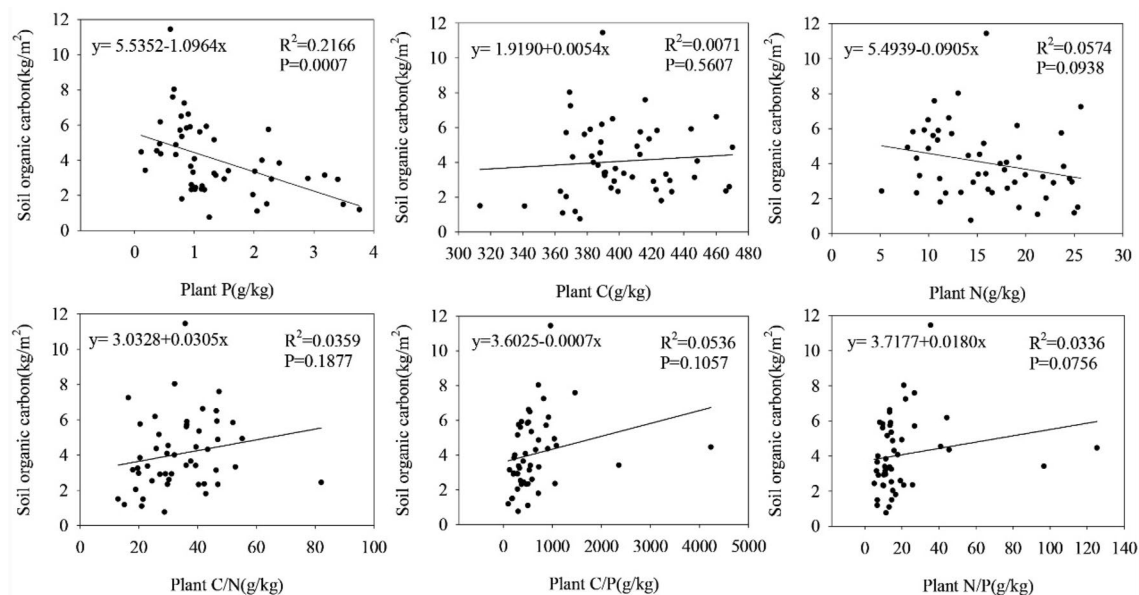 y= 5.5352-1.0964x
R²=0.2166
P=0.0007
Soil organic carbon(kg/m²)
12
10
8
6
4
2
0
0 1 2 3 4
Plant P(g/kg)
y= 1.9190+0.0054x
R²=0.0071
P=0.5607
Soil organic carbon(kg/m²)
12
10
8
6
4
2
0
300 320 340 360 380 400 420 440 460 480
Plant C(g/kg)
y= 5.4939-0.0905x
R²=0.0574
P=0.0938
Soil organic carbon(kg/m²)
12
10
8
6
4
2
0
0 5 10 15 20 25 30
Plant N(g/kg)
y= 3.0328+0.0305x
R²=0.0359
P=0.1877
Soil organic carbon(kg/m²)
12
10
8
6
4
2
0
0 20 40 60 80 100
Plant C/N(g/kg)
y=3.6025-0.0007x
R²=0.0536
P=0.1057
Soil organic carbon(kg/m²)
12
10
8
6
4
2
0
0 1000 2000 3000 4000 5000
Plant C/P(g/kg)
y= 3.7177+0.0180x
R²=0.0336
P=0.0756
Soil organic carbon(kg/m²)
12
10
8
6
4
2
0
0 20 40 60 80 100 120 140
Plant N/P(g/kg)